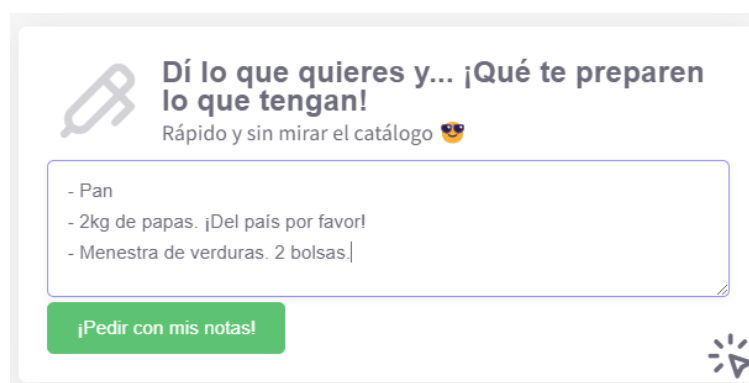 Dí lo que quieres y... ¡Qué te preparen
lo que tengan!
Rápido y sin mirar el catálogo 😎
- Pan
- 2kg de papas. ¡Del país por favor!
- Menestra de verduras. 2 bolsas.
¡Pedir con mis notas!